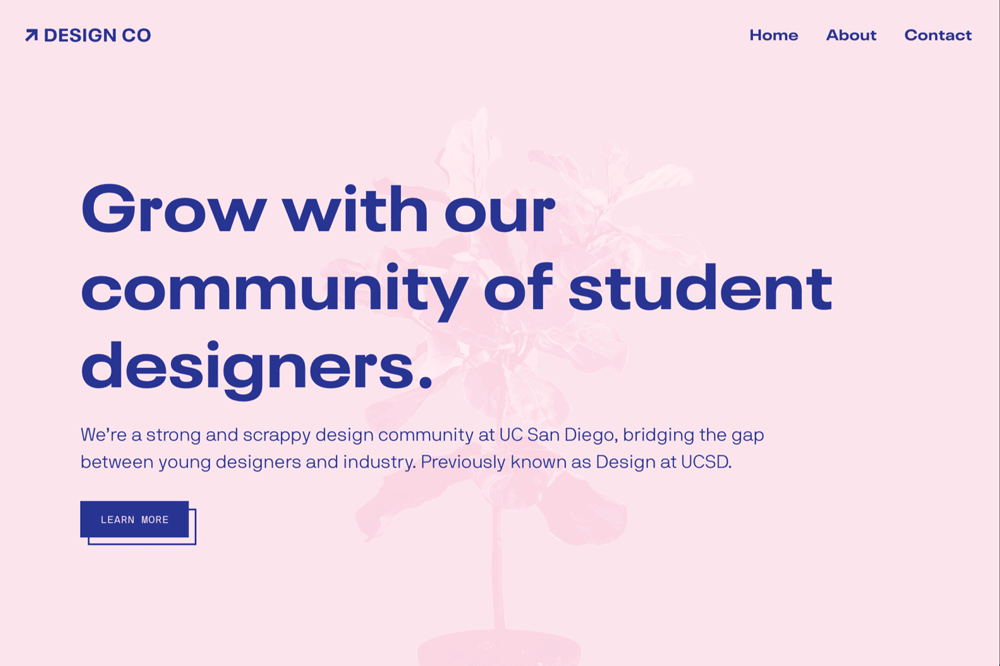 DESIGN CO
Home About Contact
Grow with our
community of student
designers.
We're a strong and scrappy design community at UC San Diego, bridging the gap
between young designers and industry. Previously known as Design at UCSD.
LEARN MORE